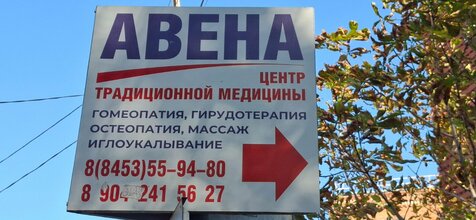 АВЕНА
ЦЕНТР
ТРАДИЦИОННОЙ МЕДИЦИНЫ
ГОМЕОПАТИЯ, ГИРУДОТЕРАПИЯ
ОСТЕОПАТИЯ, МАССАЖ
ИГЛОУКАЛЫВАНИЕ
8(8453)55-94-80
8 904 241 56 27